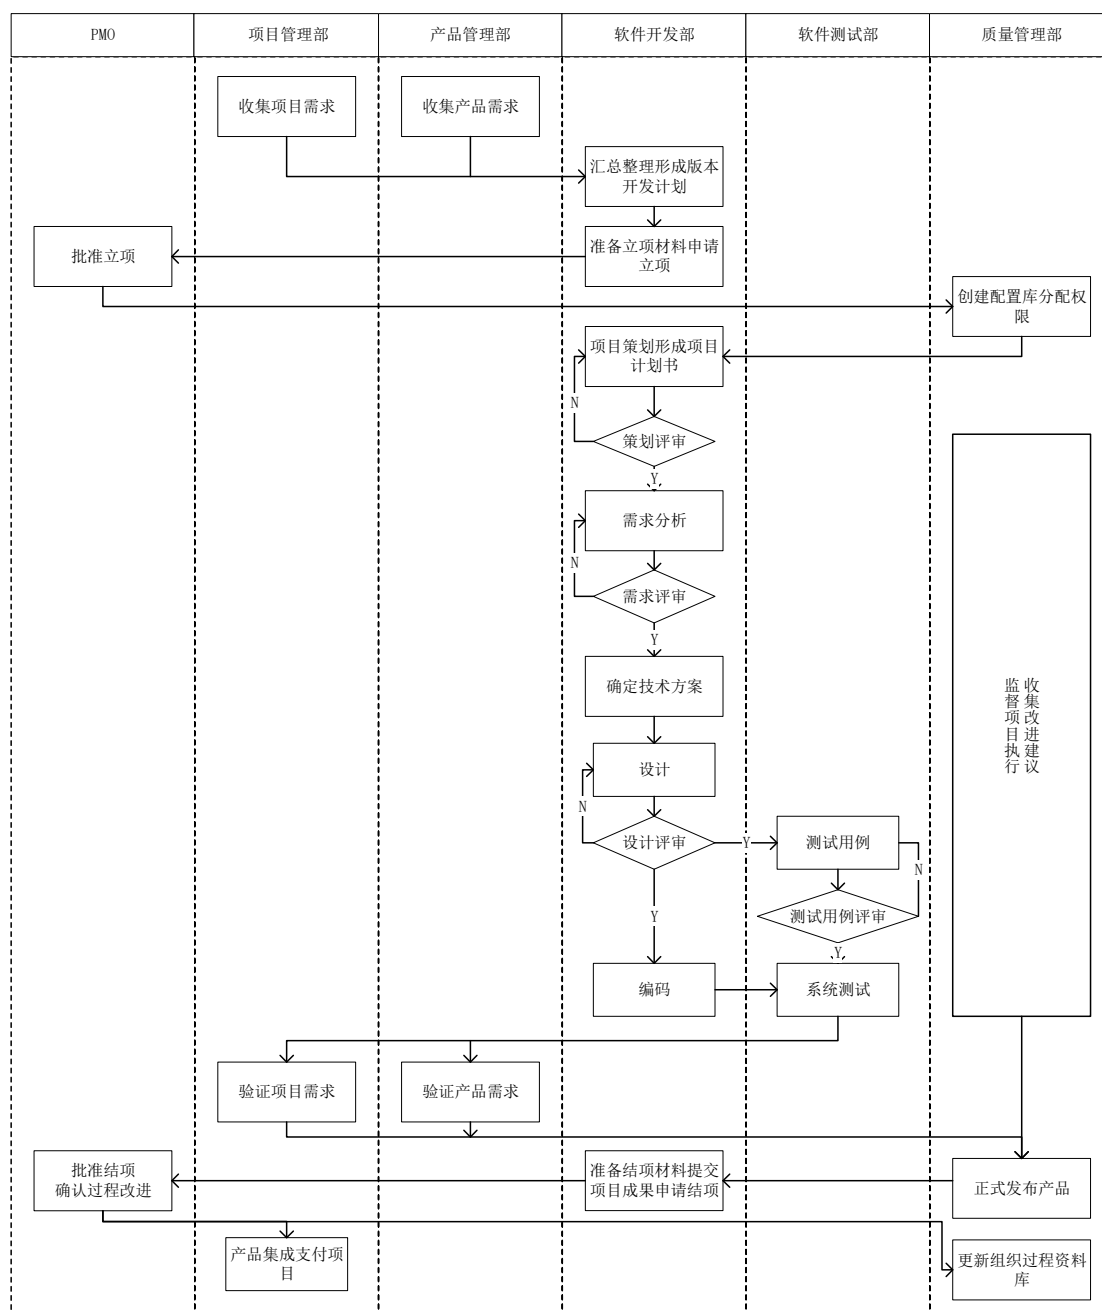 PMO
项目管理部
产品管理部
软件开发部
软件测试部
质量管理部
收集项目需求
收集产品需求
汇总整理形成版本
开发计划
批准立项
准备立项材料申请
立项
创建配置库分配权
限
项目策划形成项目
计划书
N
策划评审
Y
需求分析
N
需求评审
Y
确定技术方案
收集改进建议
监督项目执行
设计
N
设计评审
Y
测试用例
N
Y
测试用例评审
Y
编码
系统测试
验证项目需求
验证产品需求
批准结项
确认过程改进
准备结项材料提交
项目成果申请结项
正式发布产品
产品集成支付项
目
更新组织过程资料
库